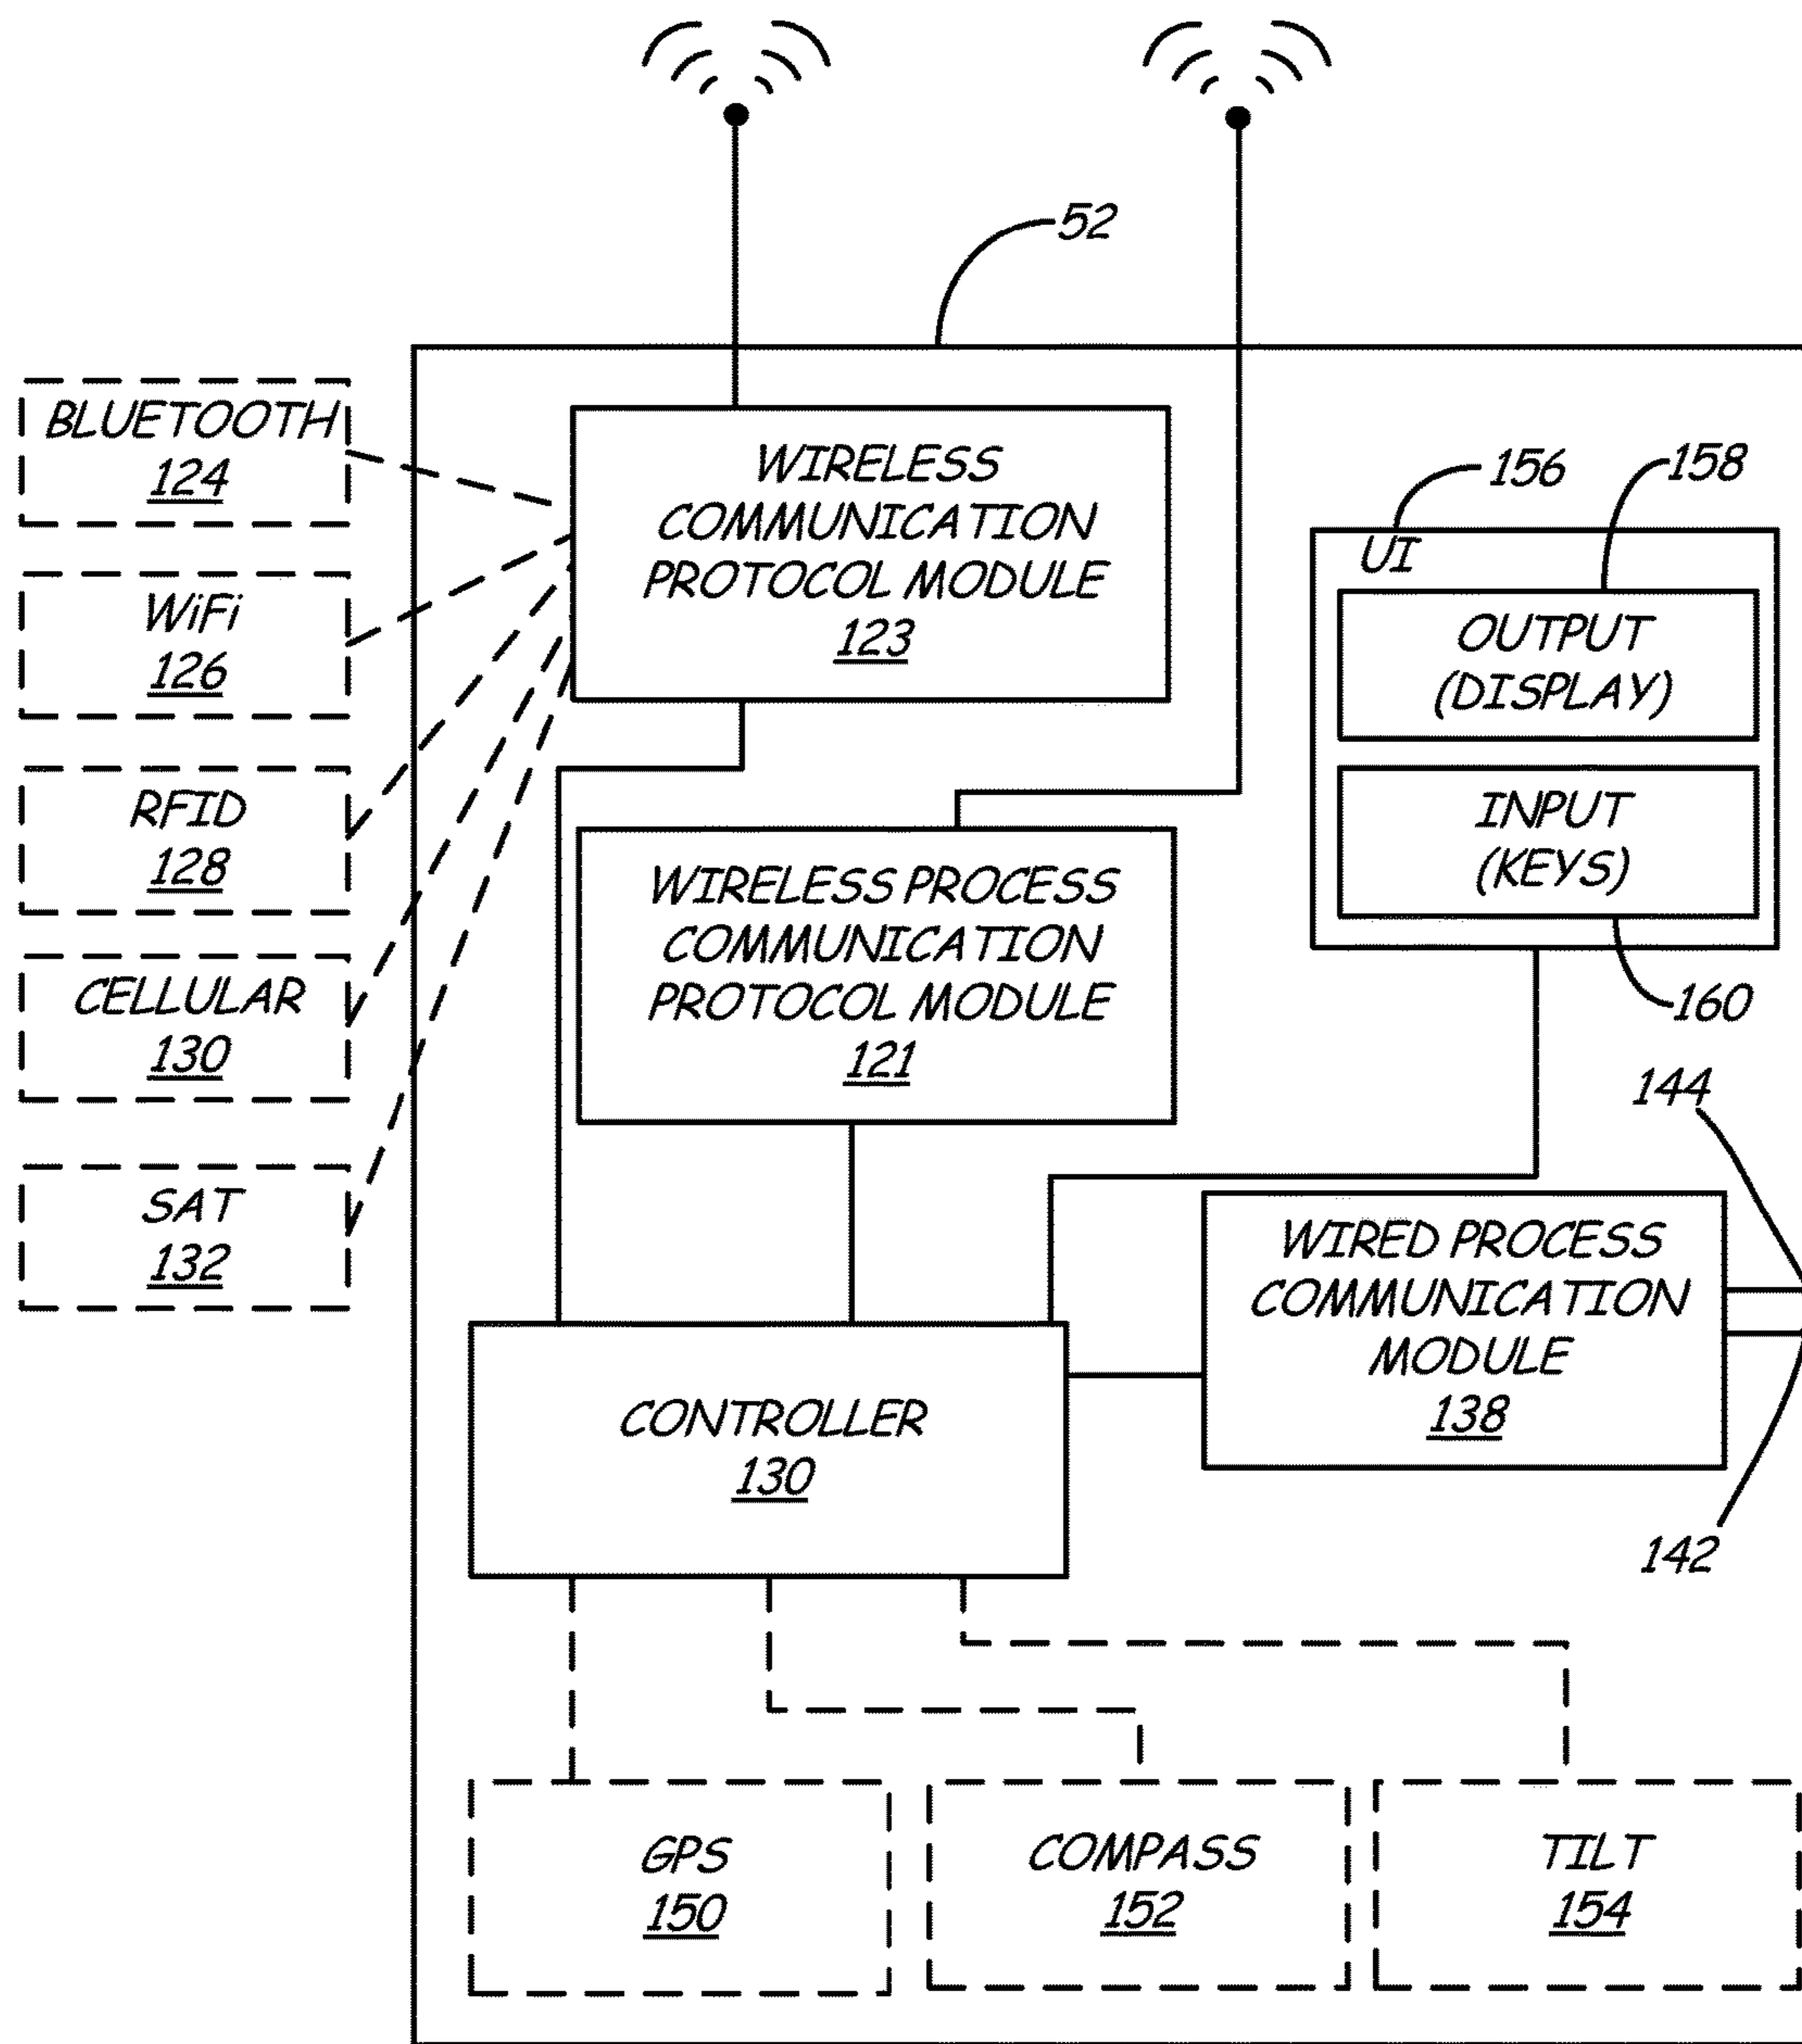 52
BLUETOOTH
124
WiFi
126
RFID
128
CELLULAR
130
SAT
132
WIRELESS
COMMUNICATION
PROTOCOL MODULE
123
156
158
UI
OUTPUT
(DISPLAY)
INPUT
(KEYS)
160
WIRELESS PROCESS
COMMUNICATION
PROTOCOL MODULE
121
144
WIRED PROCESS
COMMUNICATION
MODULE
138
142
CONTROLLER
130
GPS
150
COMPASS
152
TILT
154